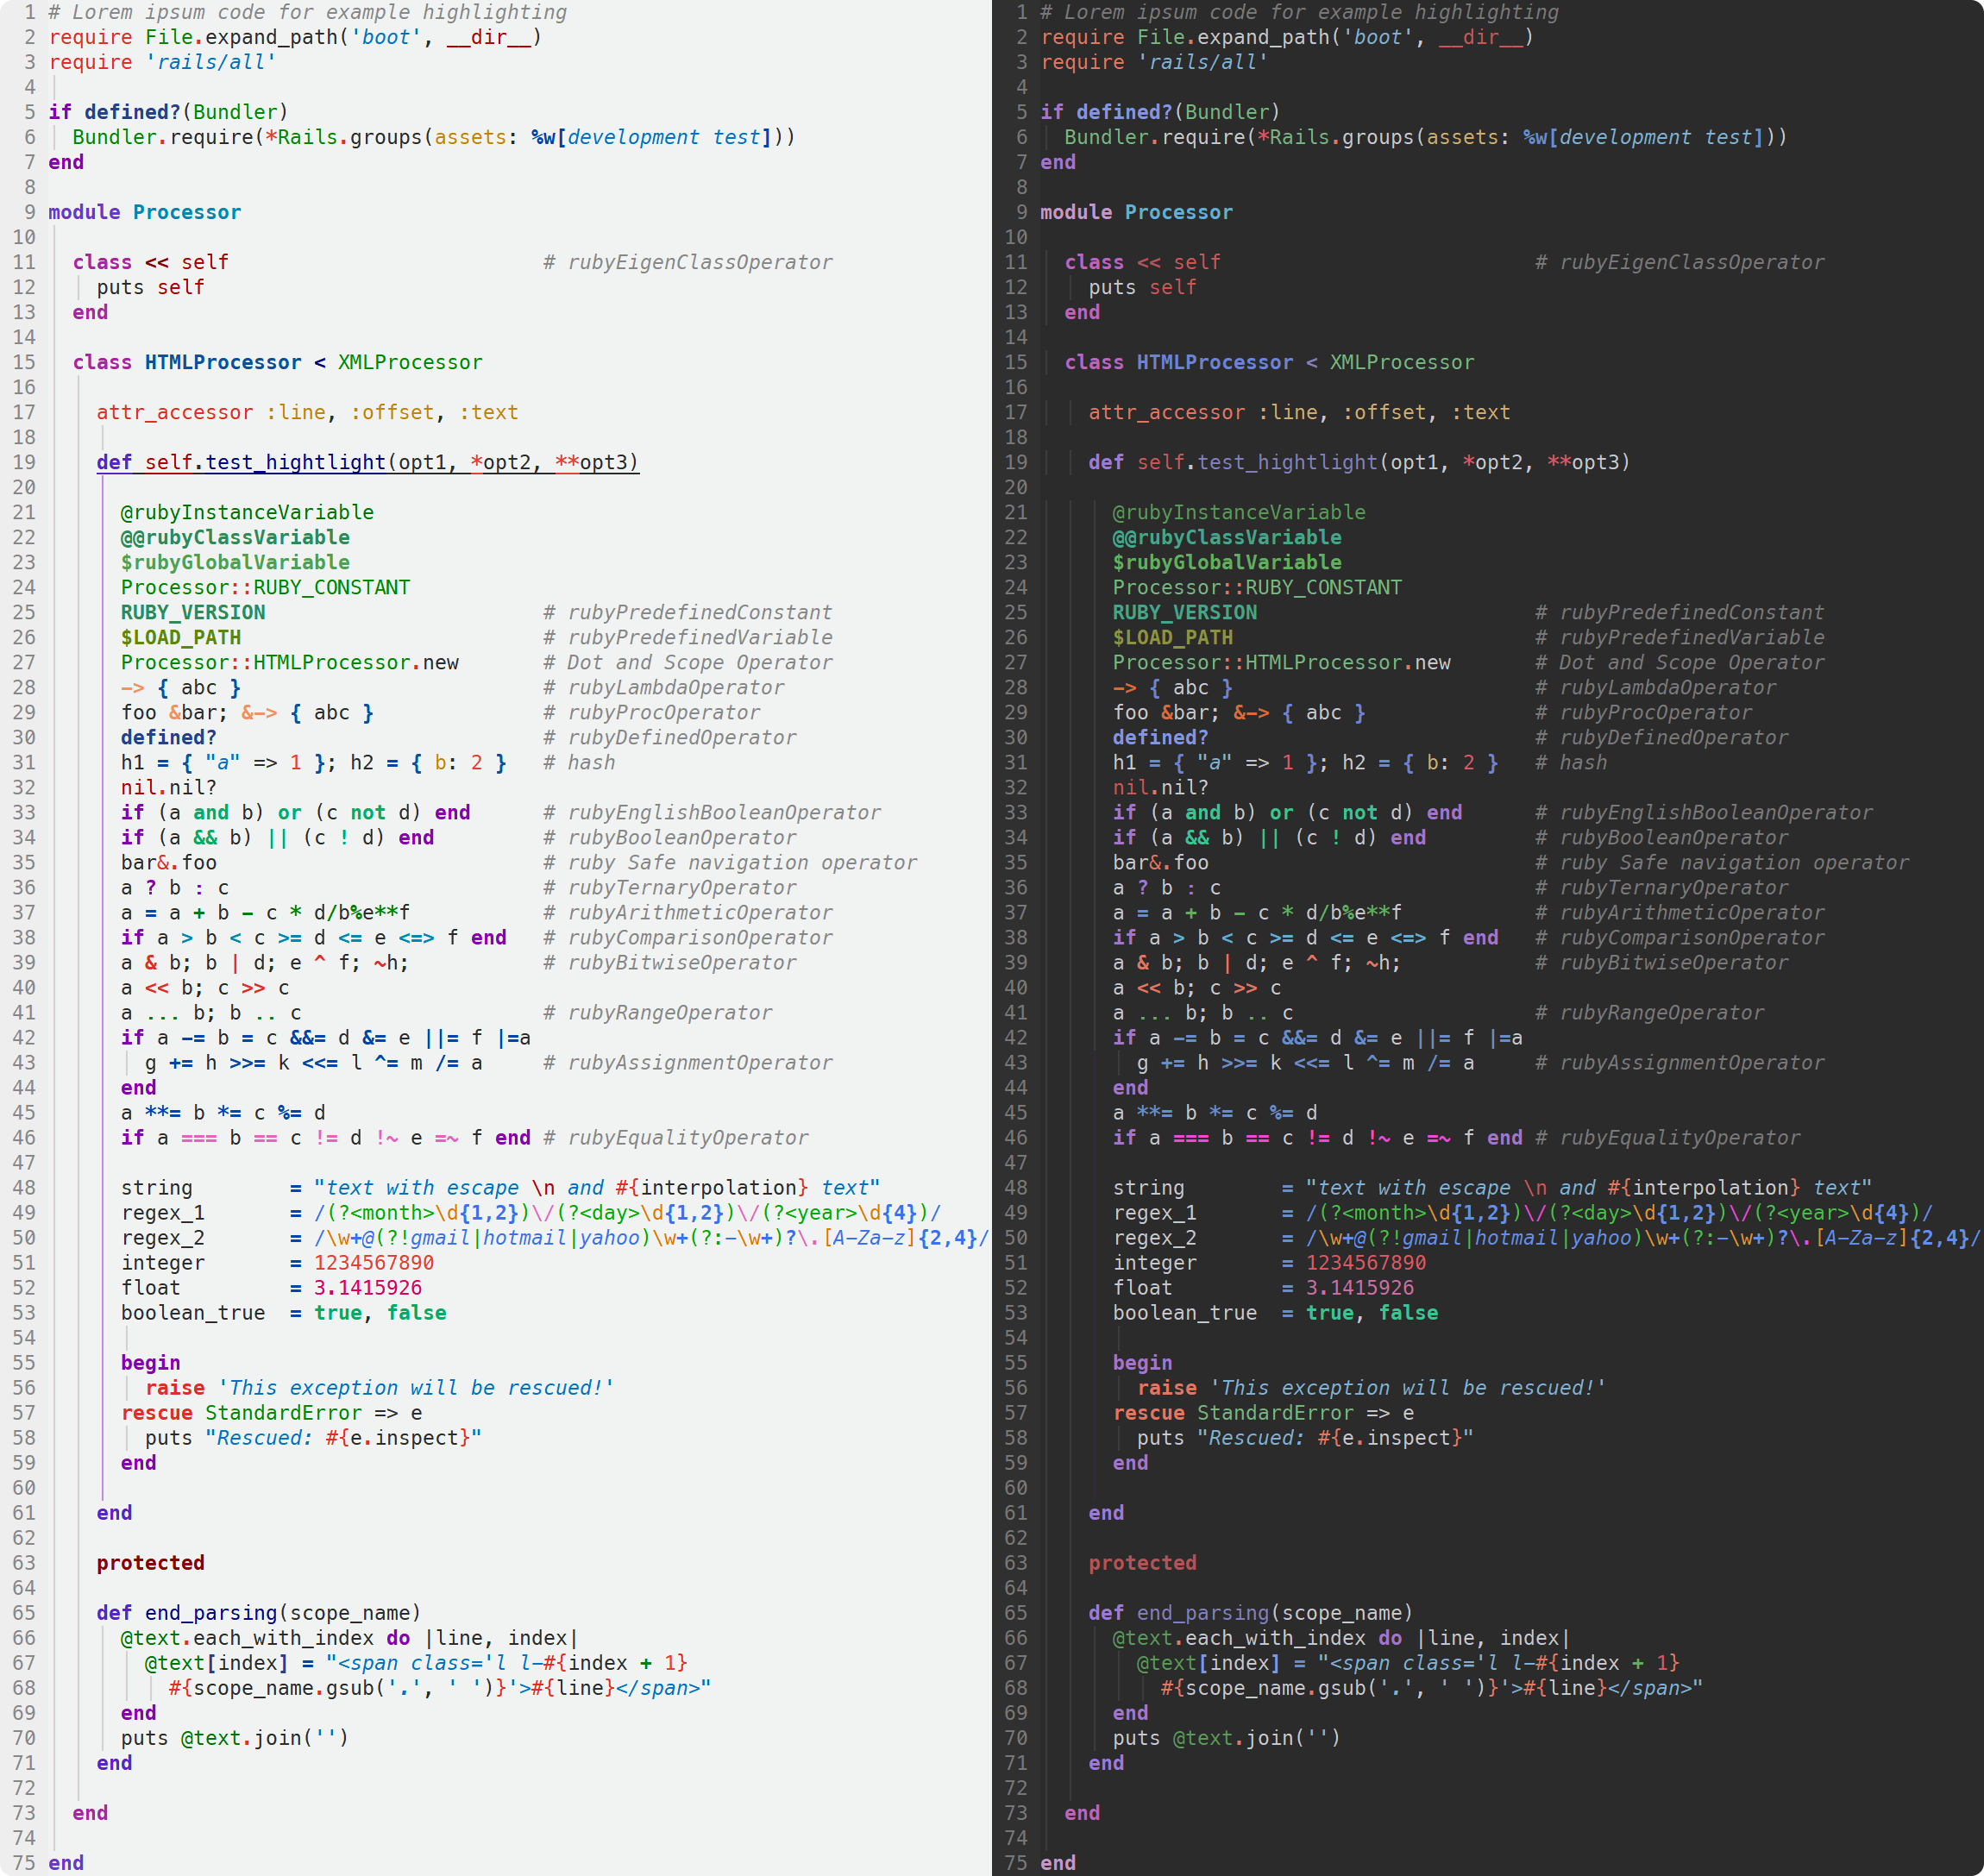 1 # Lorem ipsum code for example highlighting
2 require File.expand_path('boot', __dir__)
3 require 'rails/all'
4
5 if defined?(Bundler)
6   Bundler.require(*Rails.groups(assets: %w[development test]))
7 end
8
9 module Processor
10
11   class << self                          # rubyEigenClassOperator
12     puts self
13   end
14
15   class HTMLProcessor < XMLProcessor
16
17     attr_accessor :line, :offset, :text
18
19     def self.test_hightlight(opt1, *opt2, **opt3)
20
21       @rubyInstanceVariable
22       @@rubyClassVariable
23       $rubyGlobalVariable
24       Processor::RUBY_CONSTANT
25       RUBY_VERSION                       # rubyPredefinedConstant
26       $LOAD_PATH                         # rubyPredefinedVariable
27       Processor::HTMLProcessor.new       # Dot and Scope Operator
28       -> { abc }                         # rubyLambdaOperator
29       foo &bar; &-> { abc }              # rubyProcOperator
30       defined?                           # rubyDefinedOperator
31       h1 = { "a" => 1 }; h2 = { b: 2 }   # hash
32       nil.nil?
33       if (a and b) or (c not d) end      # rubyEnglishBooleanOperator
34       if (a && b) || (c ! d) end         # rubyBooleanOperator
35       bar&.foo                           # ruby Safe navigation operator
36       a ? b : c                          # rubyTernaryOperator
37       a = a + b - c * d/b%e**f           # rubyArithmeticOperator
38       if a > b < c >= d <= e <=> f end   # rubyComparisonOperator
39       a & b; b | d; e ^ f; ~h;           # rubyBitwiseOperator
40       a << b; c >> c
41       a ... b; b .. c                    # rubyRangeOperator
42       if a -= b = c &&= d &= e ||= f |=a
43         g += h >>= k <<= l ^= m /= a     # rubyAssignmentOperator
44       end
45       a **= b *= c %= d
46       if a === b == c != d !~ e =~ f end # rubyEqualityOperator
47
48       string        = "text with escape \n and #{interpolation} text"
49       regex_1       = /(?<month>\d{1,2})\/(?<day>\d{1,2})\/(?<year>\d{4})/
50       regex_2       = /\w+@(?!gmail|hotmail|yahoo)\w+(?:-\w+)?\.[A-Za-z]{2,4}/
51       integer       = 1234567890
52       float         = 3.1415926
53       boolean_true  = true, false
54
55       begin
56         raise 'This exception will be rescued!'
57       rescue StandardError => e
58         puts "Rescued: #{e.inspect}"
59       end
60
61     end
62
63     protected
64
65     def end_parsing(scope_name)
66       @text.each_with_index do |line, index|
67         @text[index] = "<span class='l l-#{index + 1}
68           #{scope_name.gsub('.', ' ')}'>#{line}</span>"
69       end
70       puts @text.join('')
71     end
72
73   end
74
75 end
1 # Lorem ipsum code for example highlighting
2 require File.expand_path('boot', __dir__)
3 require 'rails/all'
4
5 if defined?(Bundler)
6   Bundler.require(*Rails.groups(assets: %w[development test]))
7 end
8
9 module Processor
10
11   class << self                          # rubyEigenClassOperator
12     puts self
13   end
14
15   class HTMLProcessor < XMLProcessor
16
17     attr_accessor :line, :offset, :text
18
19     def self.test_hightlight(opt1, *opt2, **opt3)
20
21       @rubyInstanceVariable
22       @@rubyClassVariable
23       $rubyGlobalVariable
24       Processor::RUBY_CONSTANT
25       RUBY_VERSION                       # rubyPredefinedConstant
26       $LOAD_PATH                         # rubyPredefinedVariable
27       Processor::HTMLProcessor.new       # Dot and Scope Operator
28       -> { abc }                         # rubyLambdaOperator
29       foo &bar; &-> { abc }              # rubyProcOperator
30       defined?                           # rubyDefinedOperator
31       h1 = { "a" => 1 }; h2 = { b: 2 }   # hash
32       nil.nil?
33       if (a and b) or (c not d) end      # rubyEnglishBooleanOperator
34       if (a && b) || (c ! d) end         # rubyBooleanOperator
35       bar&.foo                           # ruby Safe navigation operator
36       a ? b : c                          # rubyTernaryOperator
37       a = a + b - c * d/b%e**f           # rubyArithmeticOperator
38       if a > b < c >= d <= e <=> f end   # rubyComparisonOperator
39       a & b; b | d; e ^ f; ~h;           # rubyBitwiseOperator
40       a << b; c >> c
41       a ... b; b .. c                    # rubyRangeOperator
42       if a -= b = c &&= d &= e ||= f |=a
43         g += h >>= k <<= l ^= m /= a     # rubyAssignmentOperator
44       end
45       a **= b *= c %= d
46       if a === b == c != d !~ e =~ f end # rubyEqualityOperator
47
48       string        = "text with escape \n and #{interpolation} text"
49       regex_1       = /(?<month>\d{1,2})\/(?<day>\d{1,2})\/(?<year>\d{4})/
50       regex_2       = /\w+@(?!gmail|hotmail|yahoo)\w+(?:-\w+)?\.[A-Za-z]{2,4}/
51       integer       = 1234567890
52       float         = 3.1415926
53       boolean_true  = true, false
54
55       begin
56         raise 'This exception will be rescued!'
57       rescue StandardError => e
58         puts "Rescued: #{e.inspect}"
59       end
60
61     end
62
63     protected
64
65     def end_parsing(scope_name)
66       @text.each_with_index do |line, index|
67         @text[index] = "<span class='l l-#{index + 1}
68           #{scope_name.gsub('.', ' ')}'>#{line}</span>"
69       end
70       puts @text.join('')
71     end
72
73   end
74
75 end